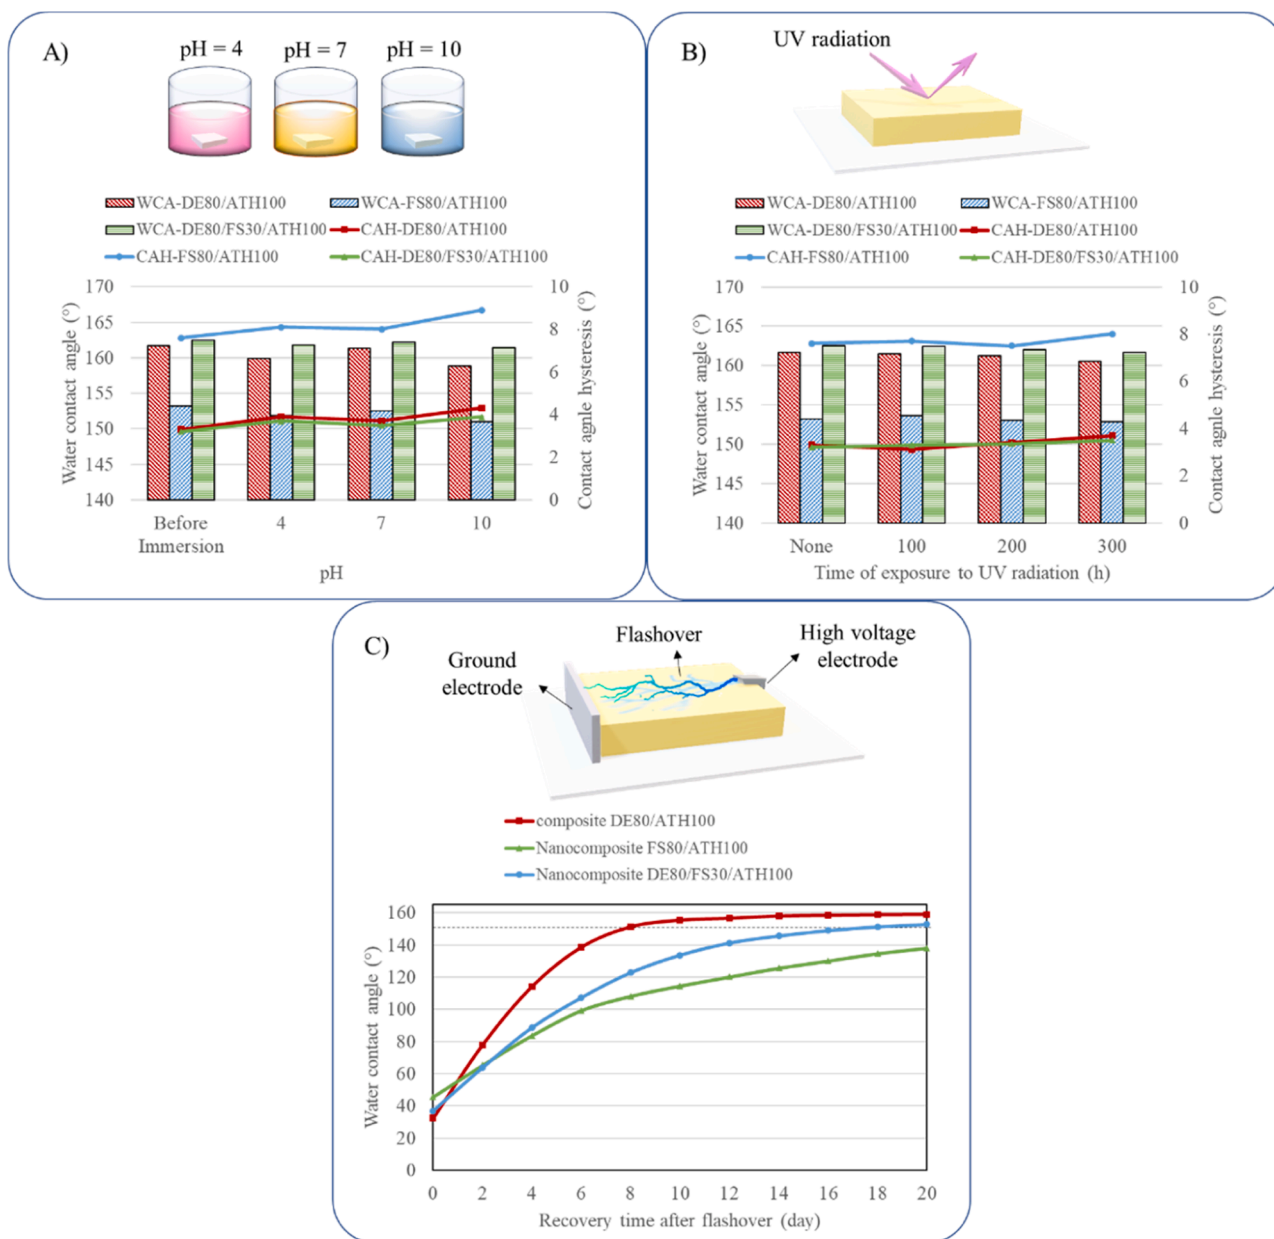 A)
pH = 4 pH = 7 pH = 10
WCA-DE80/ATH100 WCA-FS80/ATH100
WCA-DE80/FS30/ATH100 CAH-DE80/ATH100
CAH-FS80/ATH100 CAH-DE80/FS30/ATH100
Water contact angle (°)
170
165
160
155
150
145
140
10
8
6
4
2
0
Contact agnle hysteresis (°)
Before 4 7 10
Immersion
pH
B)
UV radiation
WCA-DE80/ATH100 WCA-FS80/ATH100
WCA-DE80/FS30/ATH100 CAH-DE80/ATH100
CAH-FS80/ATH100 CAH-DE80/FS30/ATH100
Water contact angle (°)
170
165
160
155
150
145
140
10
8
6
4
2
0
Contact agnle hysteresis (°)
None 100 200 300
Time of exposure to UV radiation (h)
C)
Flashover
High voltage
electrode
Ground
electrode
composite DE80/ATH100
Nanocomposite FS80/ATH100
Nanocomposite DE80/FS30/ATH100
Water contact angle (°)
160
140
120
100
80
60
40
20
0
0 2 4 6 8 10 12 14 16 18 20
Recovery time after flashover (day)